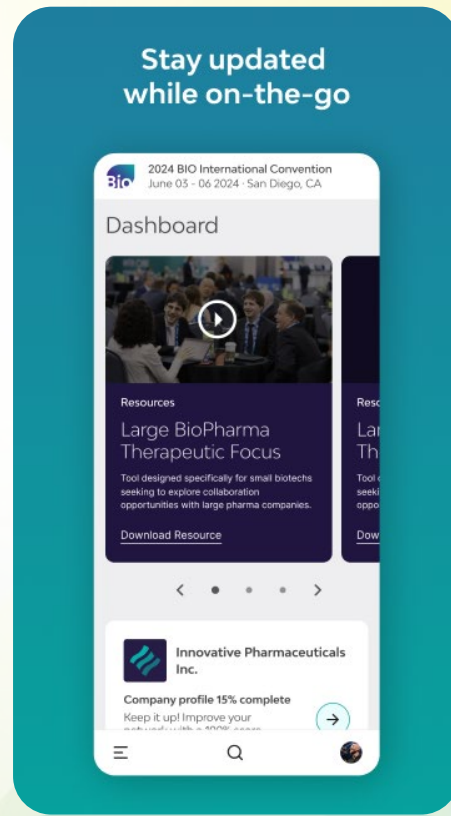 Stay updated
while on-the-go
Bio
2024 BIO International Convention
June 03 - 06 2024 · San Diego, CA
Dashboard
Resources
Large BioPharma
Therapeutic Focus
Tool designed specifically for small biotechs
seeking to explore collaboration
opportunities with large pharma companies.
Download Resource
Innovative Pharmaceuticals
Inc.
Company profile 15% complete
Keep it up! Improve your